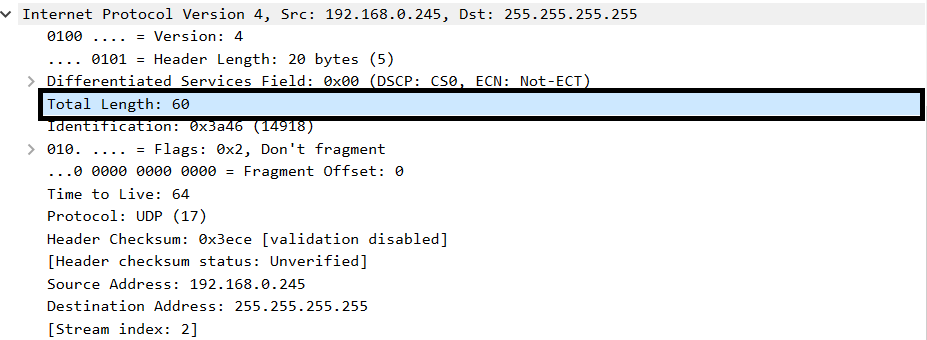 Internet Protocol Version 4, Src: 192.168.0.245, Dst: 255.255.255.255
0100 .... = Version: 4
.... 0101 = Header Length: 20 bytes (5)
Differentiated Services Field: 0x00 (DSCP: CS0, ECN: Not-ECT)
Total Length: 60
Identification: 0x3a46 (14918)
010. .... = Flags: 0x2, Don't fragment
...0 0000 0000 0000 = Fragment Offset: 0
Time to Live: 64
Protocol: UDP (17)
Header Checksum: 0x3ece [validation disabled]
[Header checksum status: Unverified]
Source Address: 192.168.0.245
Destination Address: 255.255.255.255
[Stream index: 2]